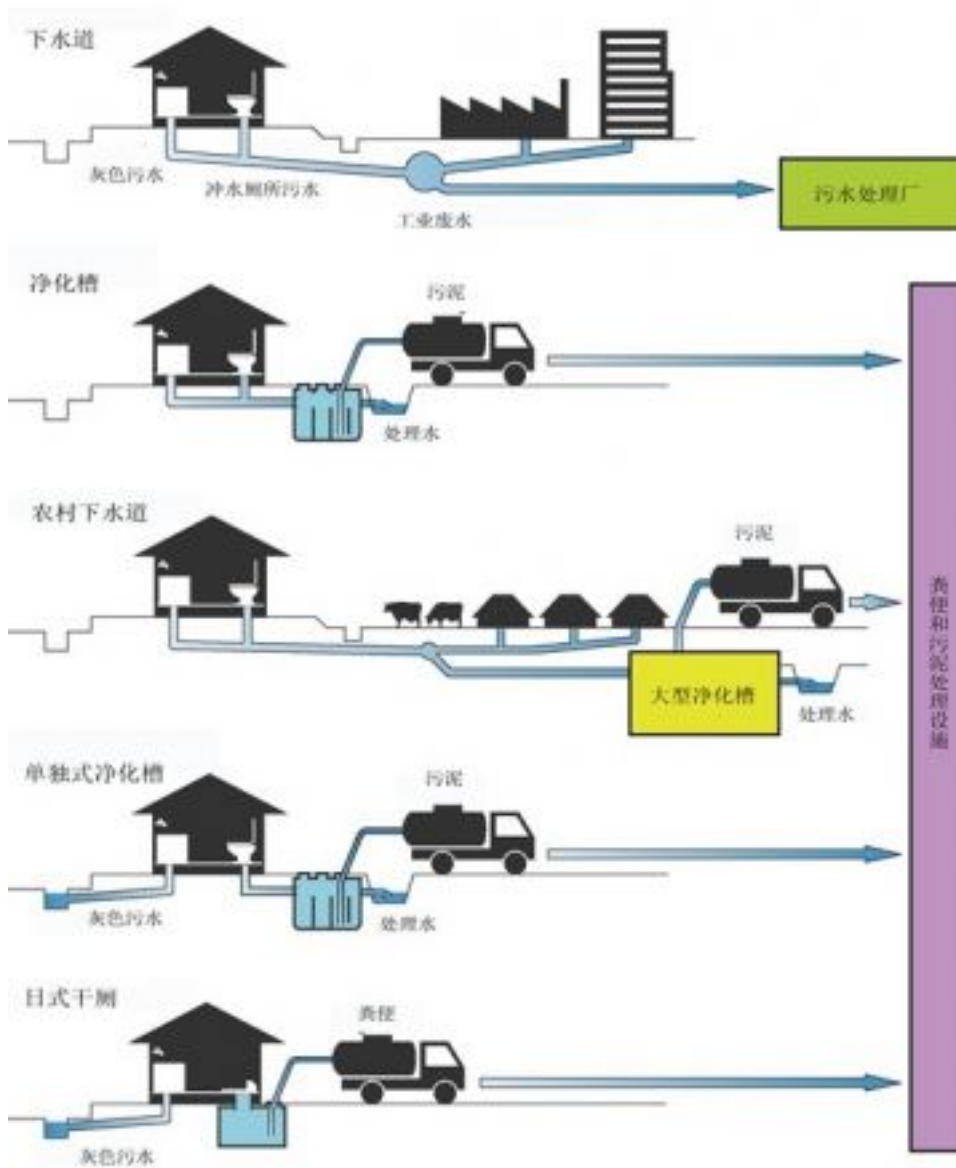 下水道
灰色污水
冲水厕所污水
工业废水
污水处理厂
净化槽
污泥
处理水
农村下水道
污泥
大型净化槽
处理水
单独式净化槽
污泥
灰色污水
处理水
日式干厕
粪便
灰色污水
粪便和污泥处理设施